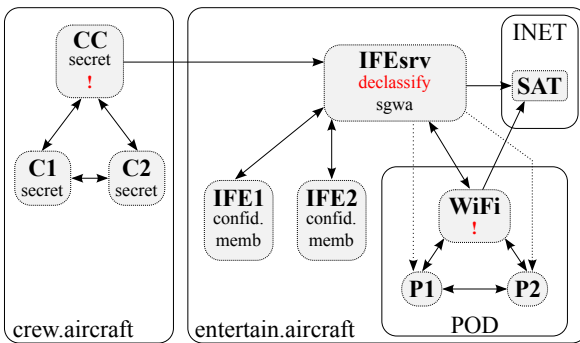 CC
secret
!
C1
secret
C2
secret
crew.aircraft
IFEsrv
declassify
sgwa
INET
SAT
IFE1
confid.
memb
IFE2
confid.
memb
WiFi
!
P1
P2
POD
entertain.aircraft